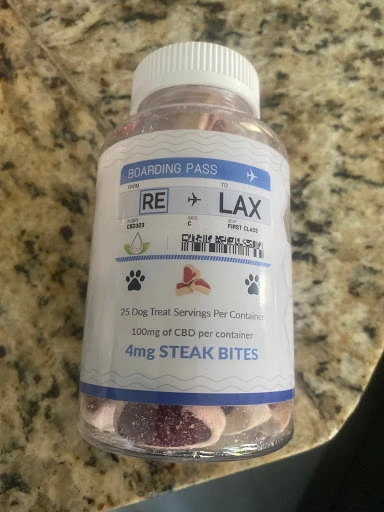 BOARDING PASS
FROM TO
RE LAX
FLIGHT GATE SEAT
CBD323 C FIRST CLASS
25 Dog Treat Servings Per Container
100mg of CBD per container
4mg STEAK BITES